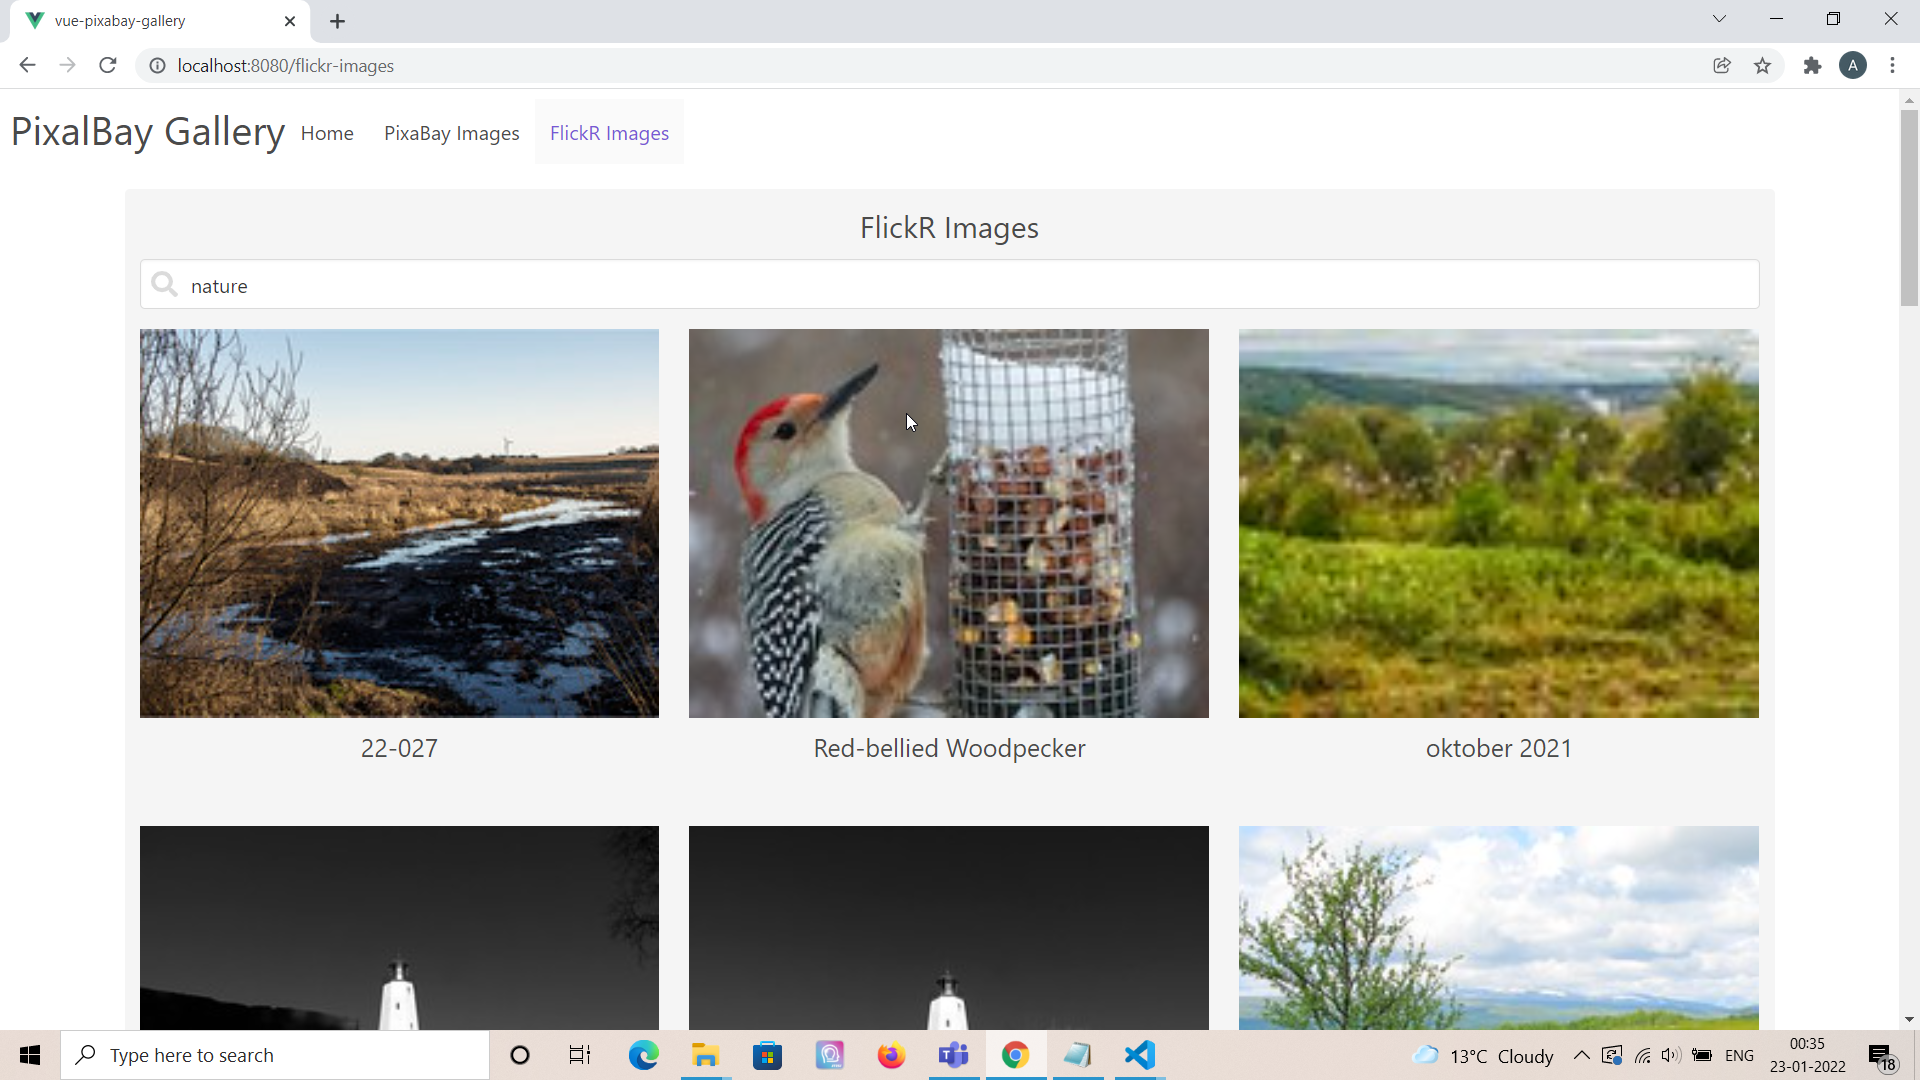 vue-pixabay-gallery
localhost:8080/flickr-images
A
PixalBay Gallery Home PixaBay Images FlickR Images
FlickR Images
nature
22-027
Red-bellied Woodpecker
oktober 2021
Type here to search
13°C Cloudy
ENG
00:35
23-01-2022
18